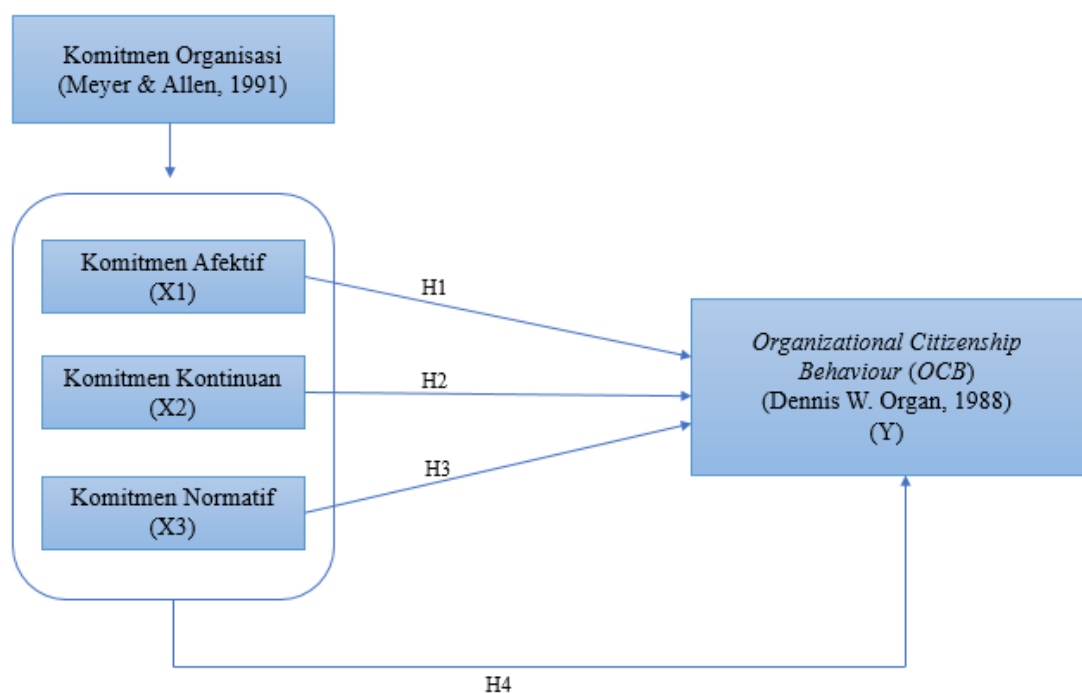 Komitmen Organisasi
(Meyer & Allen, 1991)
Komitmen Afektif
(X1)
H1
Komitmen Kontinuan
(X2)
H2
Komitmen Normatif
(X3)
H3
Organizational Citizenship
Behaviour (OCB)
(Dennis W. Organ, 1988)
(Y)
H4